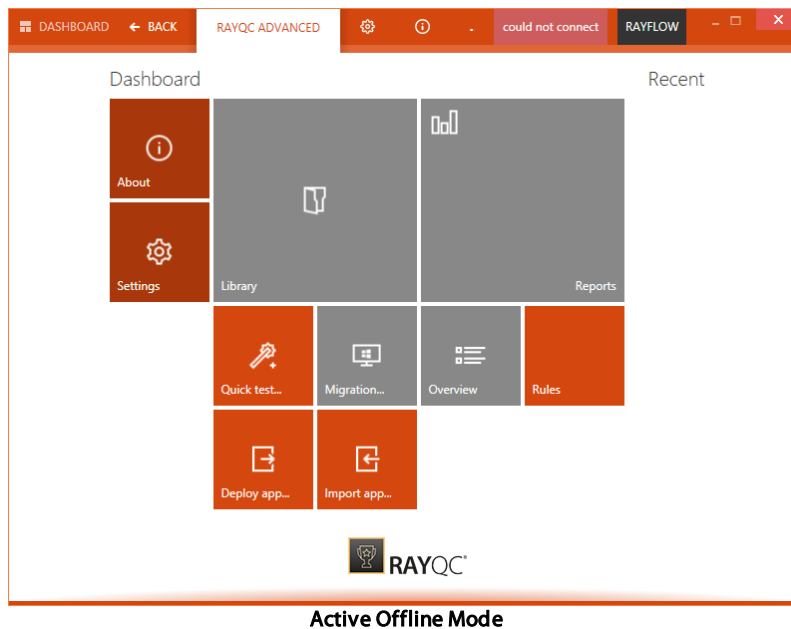 DASHBOARD BACK RAYQC ADVANCED . could not connect RAYFLOW
Dashboard Recent
About
Settings Library Reports
Quick test... Migration... Overview Rules
Deploy app... Import app...
RAYQC
Active Offline Mode